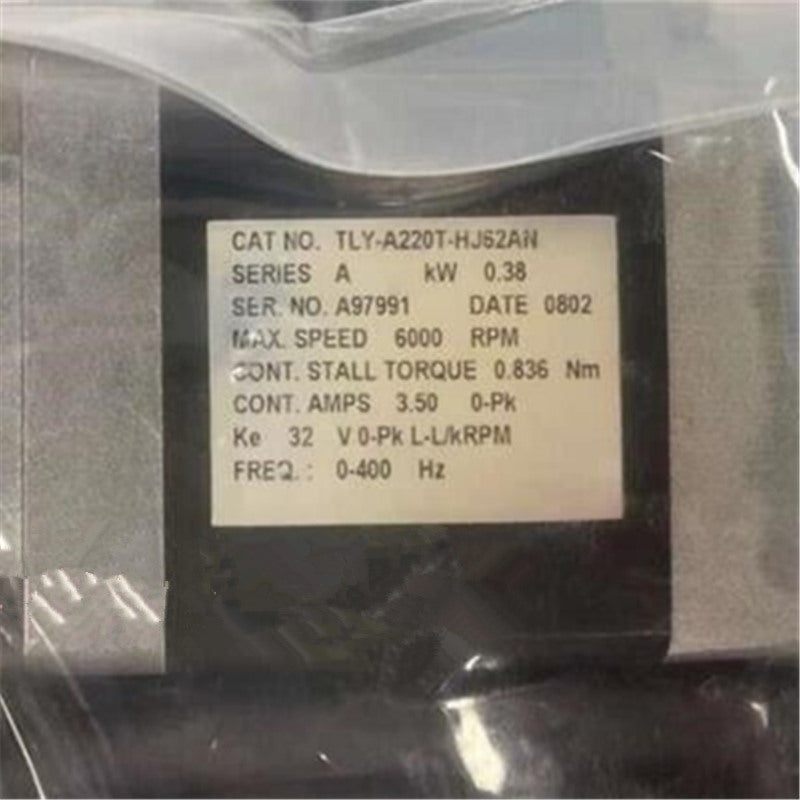 CAT NO. TLY-A220T-HJ62AN
SERIES A kW 0.38
SER. NO. A97991 DATE 0802
MAX. SPEED 6000 RPM
CONT. STALL TORQUE 0.836 Nm
CONT. AMPS 3.50 0-Pk
Ke 32 V 0-Pk L-L/kRPM
FREQ.: 0-400 Hz